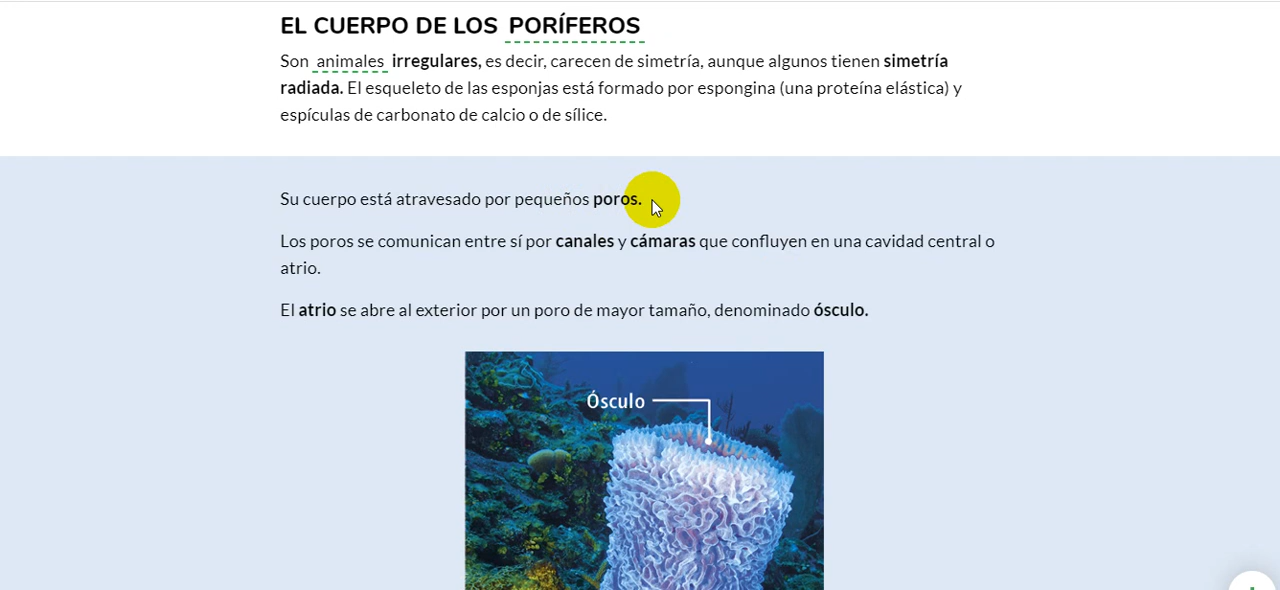 EL CUERPO DE LOS PORÍFEROS
Son animales irregulares, es decir, carecen de simetría, aunque algunos tienen simetría
radiada. El esqueleto de las esponjas está formado por espongina (una proteína elástica) y
espículas de carbonato de calcio o de sílice.
Su cuerpo está atravesado por pequeños poros.
Los poros se comunican entre sí por canales y cámaras que confluyen en una cavidad central o
atrio.
El atrio se abre al exterior por un poro de mayor tamaño, denominado ósculo.
Ósculo